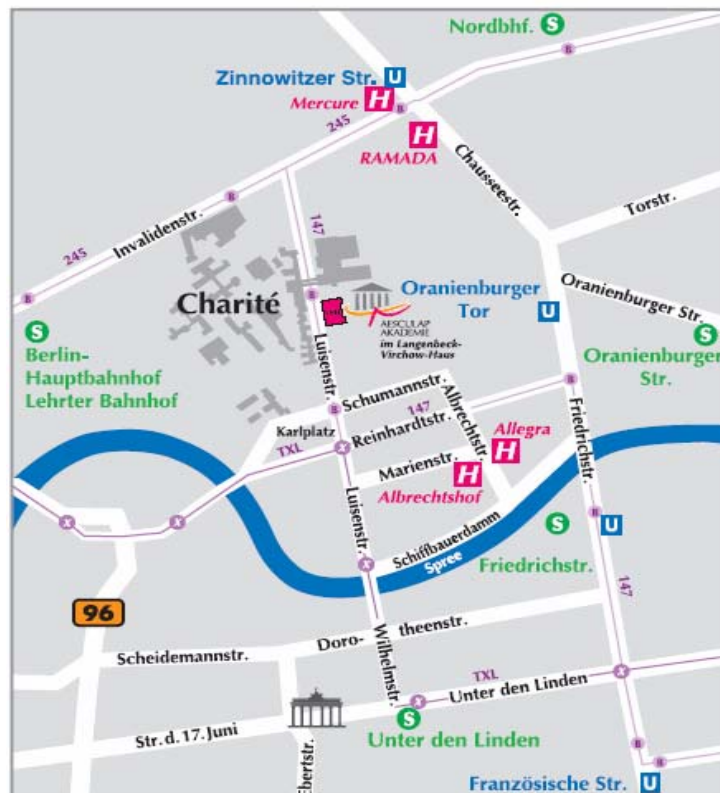 Nordbhf. S
Zinnowitzer Str. U
Mercure H
B
B
245
H
RAMADA
Chausseestr.
B
Torstr.
Invalidenstr.
147
245
B
B
Oranienburger
Tor
U
Oranienburger Str.
Charité
AESCULAP
AKADEMIE
im Langenbeck-
Virchow-Haus
S
Berlin-
Hauptbahnhof
Lehrter Bahnhof
S
Oranienburger
Str.
Luisenstr.
Schumannstr.
Albrechtstr.
B
B
147
Karlplatz
Reinhardtstr.
Friedrichstr.
X
TXL
Allegra
H
Marienstr.
H
Albrechtshof
Luisenstr.
X
X
Schiffbauerdamm
Spree
S
B
U
Friedrichstr.
X
147
96
Doro-
theenstr.
Scheidemannstr.
Wilhelmstr.
TXL
Unter den Linden
X
X
S
Str. d. 17. Juni
Unter den Linden
Ebertstr.
B
B
Französische Str. U